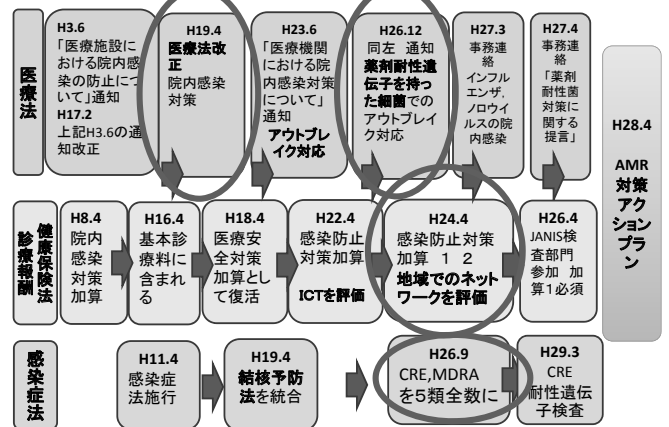 医療法
H3.6
「医療施設に
おける院内感
染の防止につ
いて」通知
H17.2
上記H3.6の通
知改正
H19.4
医療法改
正
院内感染
対策
H23.6
「医療機関
における院
内感染対策
について」
通知
アウトブレ
イク対応
H26.12
同左 通知
薬剤耐性遺
伝子を持っ
た細菌での
アウトブレイ
ク対応
H27.3
事務連
絡
インフル
エンザ,
ノロウイ
ルスの院
内感染
H27.4
事務連
絡
「薬剤
耐性菌
対策に
関する
提言」
H28.4
AMR
対策
アク
ション
プラ
ン
健康保険法
診療報酬
H8.4
院内
感染
対策
加算
H16.4
基本診
療料に
含まれ
る
H18.4
医療安
全対策
加算とし
て復活
H22.4
感染防止
対策加算
ICTを評価
H24.4
感染防止対策
加算 1 2
地域でのネット
ワークを評価
H26.4
JANIS検
査部門
参加 加
算1必須
感染症法
H11.4
感染症
法施行
H19.4
結核予防
法を統合
H26.9
CRE,MDRA
を5類全数に
H29.3
CRE
耐性遺伝
子検査